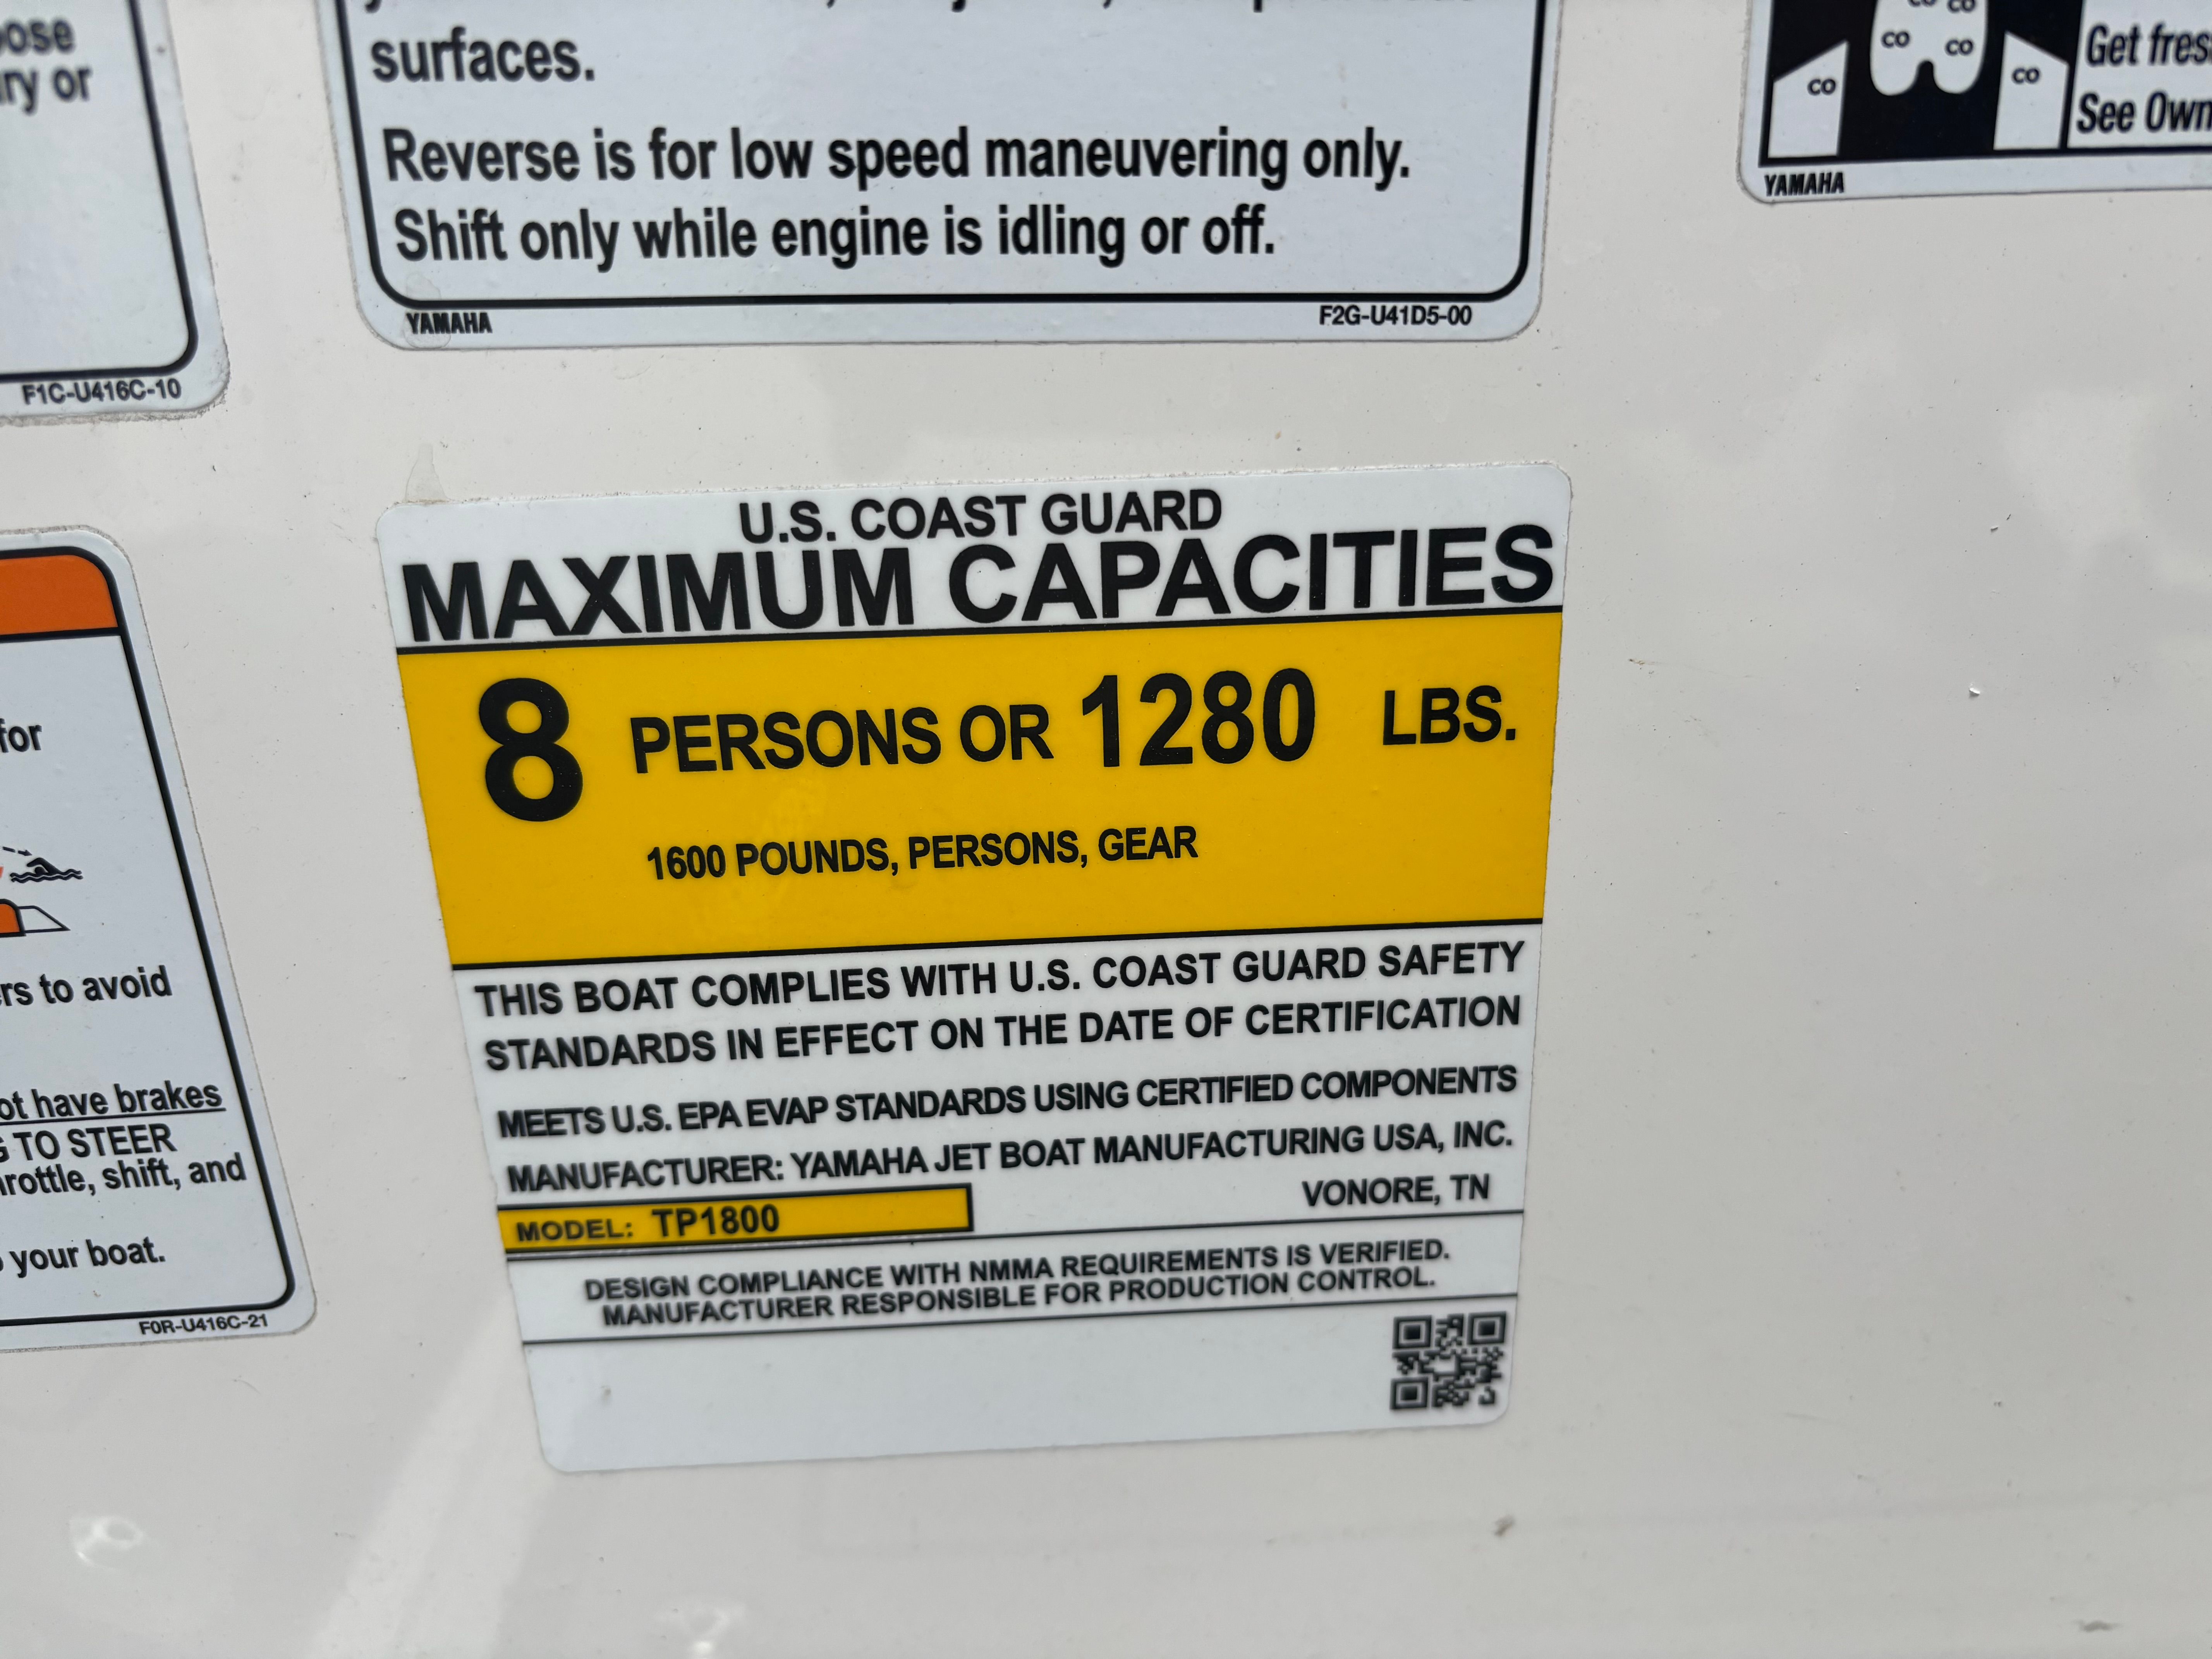 ose
ry or
F1C-U416C-10
surfaces.
Reverse is for low speed maneuvering only.
Shift only while engine is idling or off.
YAMAHA
F2G-U41D5-00
CO CO
CO CO
CO CO
Get fres
See Own
YAMAHA
for
rs to avoid
ot have brakes
TO STEER
rottle, shift, and
your boat.
F0R-U416C-21
U.S. COAST GUARD
MAXIMUM CAPACITIES
8 PERSONS OR 1280 LBS.
1600 POUNDS, PERSONS, GEAR
THIS BOAT COMPLIES WITH U.S. COAST GUARD SAFETY
STANDARDS IN EFFECT ON THE DATE OF CERTIFICATION
MEETS U.S. EPA EVAP STANDARDS USING CERTIFIED COMPONENTS
MANUFACTURER: YAMAHA JET BOAT MANUFACTURING USA, INC.
VONORE, TN
MODEL: TP1800
DESIGN COMPLIANCE WITH NMMA REQUIREMENTS IS VERIFIED.
MANUFACTURER RESPONSIBLE FOR PRODUCTION CONTROL.